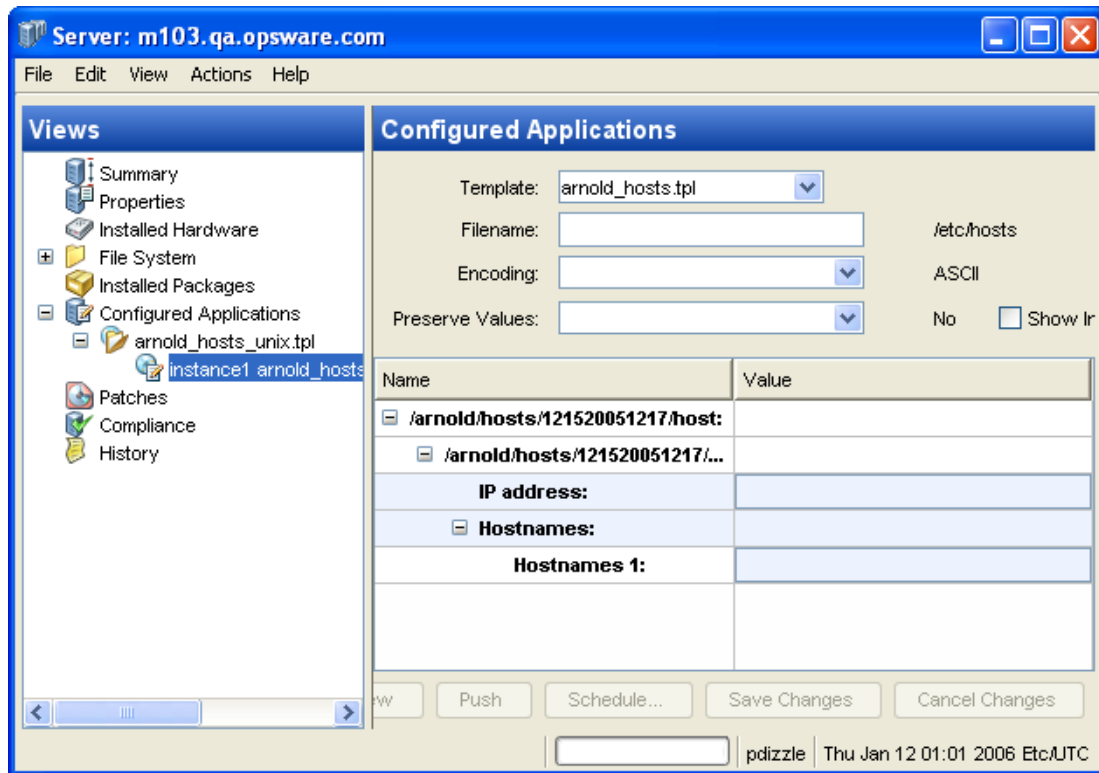 Server: m103.qa.opsware.com
File Edit View Actions Help
Views
Summary
Properties
Installed Hardware
File System
Installed Packages
Configured Applications
arnold_hosts_unix.tpl
instance1 arnold_hosts
Patches
Compliance
History
Configured Applications
Template: arnold_hosts.tpl
Filename: /etc/hosts
Encoding: ASCII
Preserve Values: No Show Ir
Name Value
/arnold/hosts/121520051217/host:
/arnold/hosts/121520051217/...
IP address:
Hostnames:
Hostnames 1:
ew Push Schedule... Save Changes Cancel Changes
pdizzle Thu Jan 12 01:01 2006 Etc/UTC